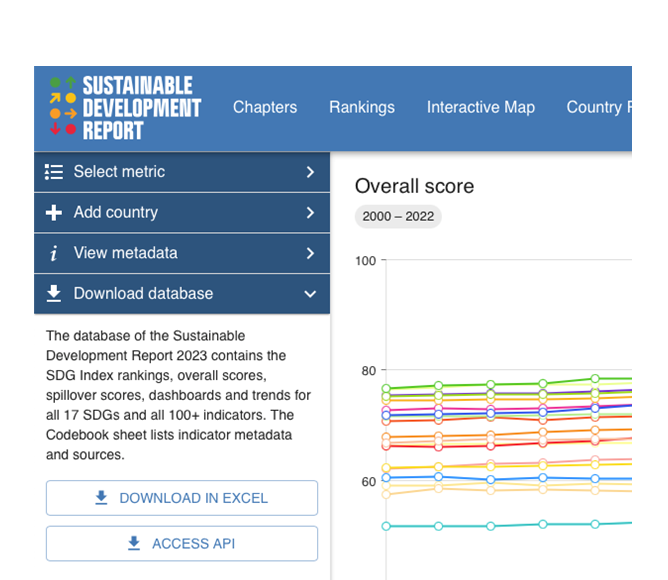 SUSTAINABLE
DEVELOPMENT
REPORT
Chapters Rankings Interactive Map Country
Select metric
Add country
View metadata
Download database
The database of the Sustainable
Development Report 2023 contains the
SDG Index rankings, overall scores,
spillover scores, dashboards and trends for
all 17 SDGs and all 100+ indicators. The
Codebook sheet lists indicator metadata
and sources.
DOWNLOAD IN EXCEL
ACCESS API
Overall score
2000 – 2022
100
80
60